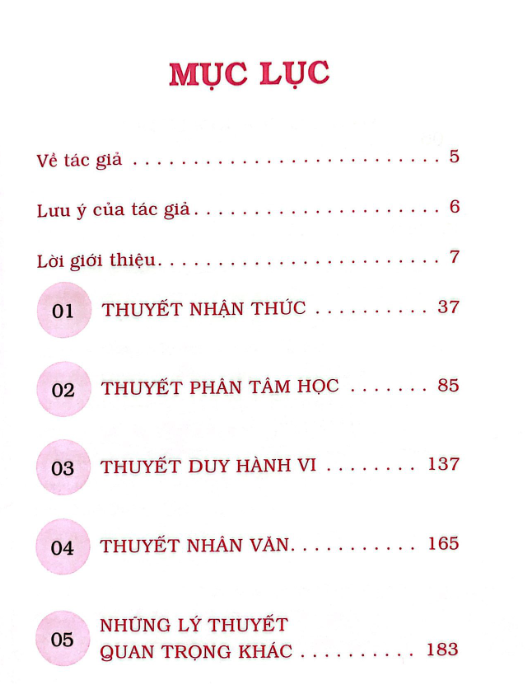 MỤC LỤC
Về tác giả . . . . . . . . . . . . . . . . . . . . . . . . . . 5
Lưu ý của tác giả. . . . . . . . . . . . . . . . . . . . . 6
Lời giới thiệu. . . . . . . . . . . . . . . . . . . . . . . . 7
01 THUYẾT NHẬN THỨC . . . . . . . . . . 37
02 THUYẾT PHÂN TÂM HỌC . . . . . . . 85
03 THUYẾT DUY HÀNH VI . . . . . . . . 137
04 THUYẾT NHÂN VĂN. . . . . . . . . . . 165
05 NHỮNG LÝ THUYẾT
QUAN TRỌNG KHÁC . . . . . . . . . . 183